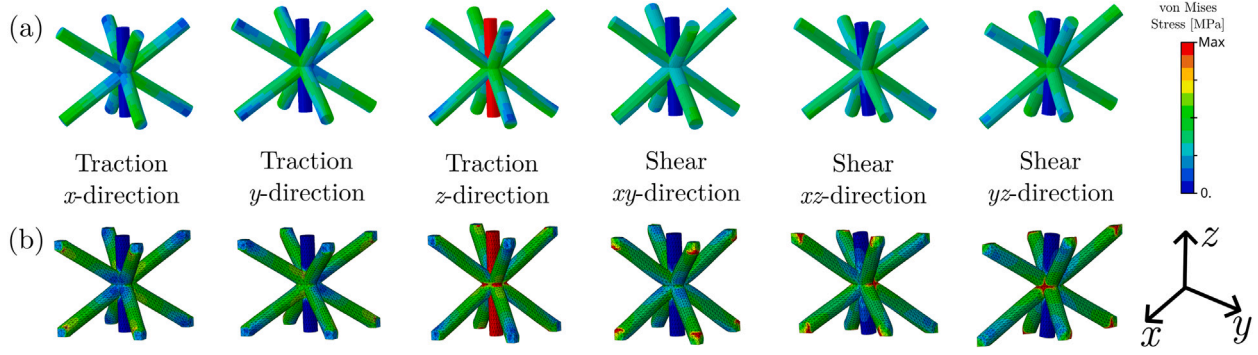 (a)
von Mises
Stress [MPa]
Max
0.
Traction
x-direction
Traction
y-direction
Traction
z-direction
Shear
xy-direction
Shear
xz-direction
Shear
yz-direction
(b)
z
x
y